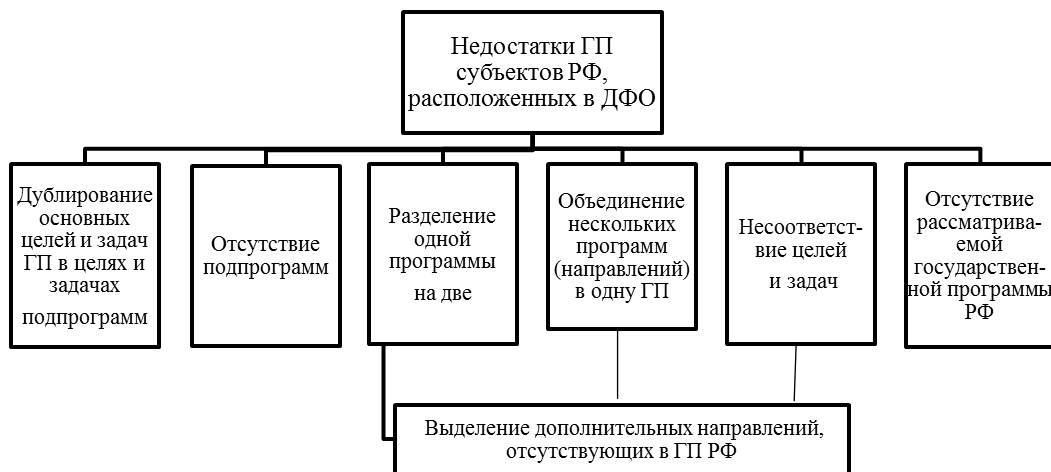 Недостатки ГП
субъектов РФ,
расположенных в ДФО
Дублирование
основных
целей и задач
ГП в целях и
задачах
подпрограмм
Отсутствие
подпрограмм
Разделение
одной
программы
на две
Объединение
нескольких
программ
(направлений)
в одну ГП
Несоответст-
вие целей
и задач
Отсутствие
рассматрива-
емой
государствен-
ной программы
РФ
Выделение дополнительных направлений,
отсутствующих в ГП РФ